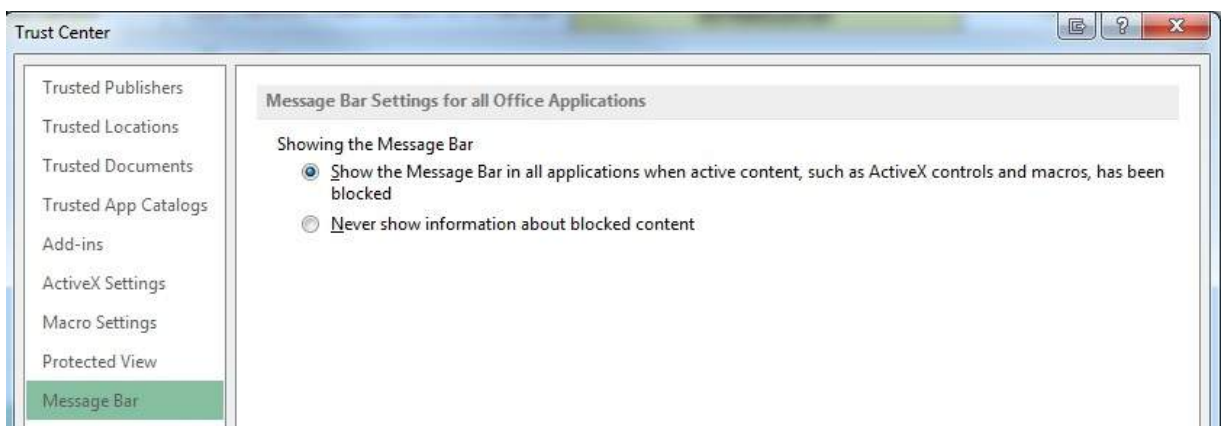 Trust Center
Trusted Publishers
Trusted Locations
Trusted Documents
Trusted App Catalogs
Add-ins
ActiveX Settings
Macro Settings
Protected View
Message Bar
Message Bar Settings for all Office Applications
Showing the Message Bar
Show the Message Bar in all applications when active content, such as ActiveX controls and macros, has been
blocked
Never show information about blocked content